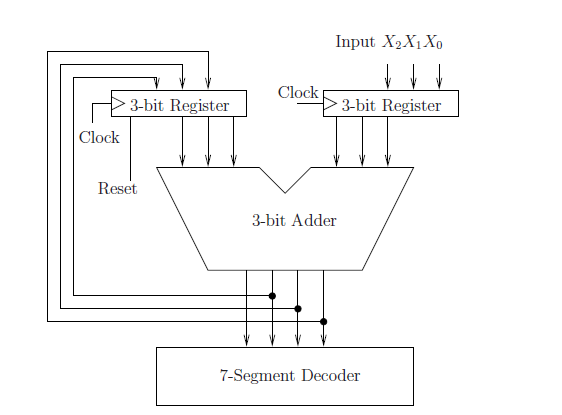 Input X₂X₁X₀
Clock
3-bit Register
3-bit Register
Clock
Reset
3-bit Adder
7-Segment Decoder